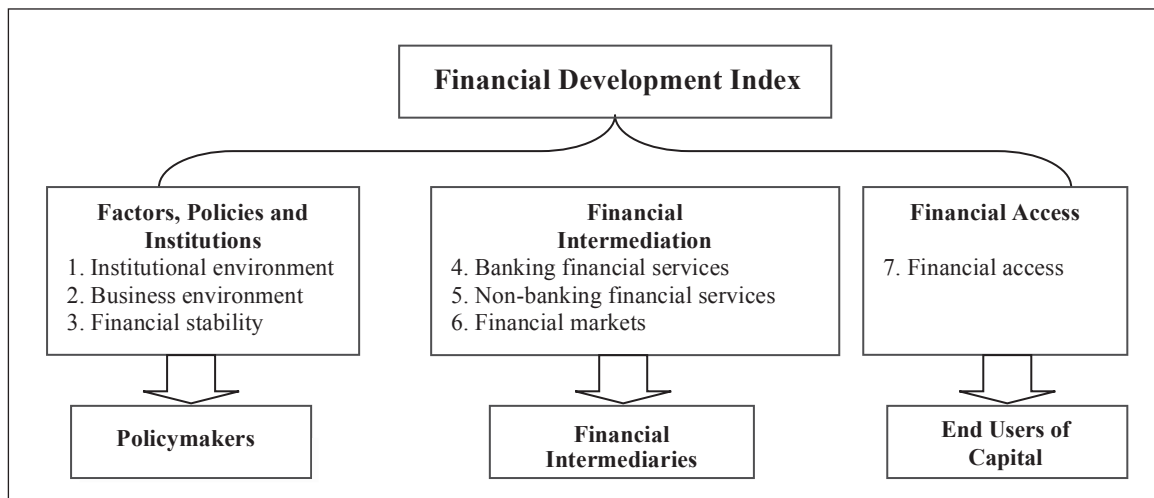 Financial Development Index
Factors, Policies and
Institutions
1. Institutional environment
2. Business environment
3. Financial stability
Financial
Intermediation
4. Banking financial services
5. Non-banking financial services
6. Financial markets
Financial Access
7. Financial access
Policymakers
Financial
Intermediaries
End Users of
Capital